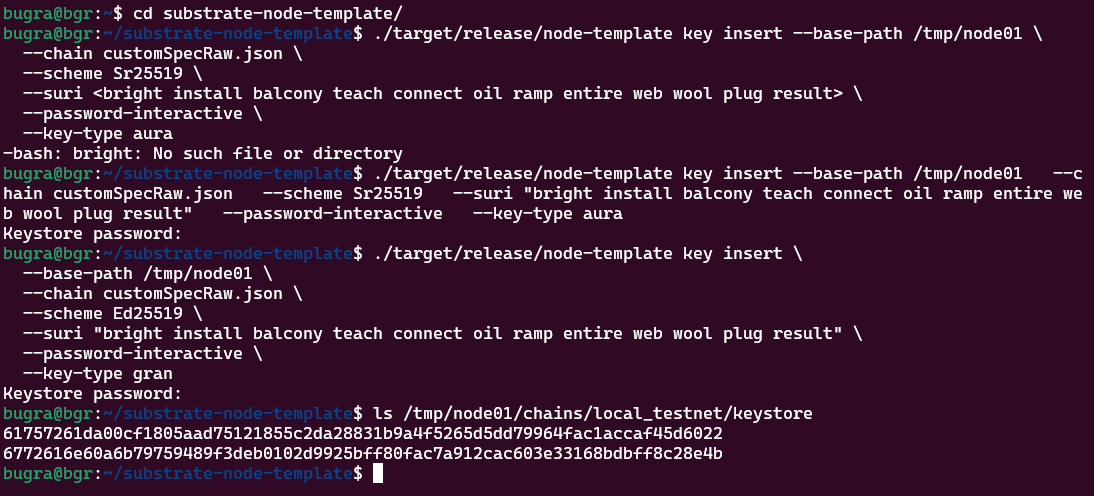 bugra@bgr:~$ cd substrate-node-template/
bugra@bgr:~/substrate-node-template$ ./target/release/node-template key insert --base-path /tmp/node01 \
  --chain customSpecRaw.json \
  --scheme Sr25519 \
  --suri <bright install balcony teach connect oil ramp entire web wool plug result> \
  --password-interactive \
  --key-type aura
-bash: bright: No such file or directory
bugra@bgr:~/substrate-node-template$ ./target/release/node-template key insert --base-path /tmp/node01   --c
hain customSpecRaw.json   --scheme Sr25519   --suri "bright install balcony teach connect oil ramp entire we
b wool plug result"   --password-interactive   --key-type aura
Keystore password:
bugra@bgr:~/substrate-node-template$ ./target/release/node-template key insert \
  --base-path /tmp/node01 \
  --chain customSpecRaw.json \
  --scheme Ed25519 \
  --suri "bright install balcony teach connect oil ramp entire web wool plug result" \
  --password-interactive \
  --key-type gran
Keystore password:
bugra@bgr:~/substrate-node-template$ ls /tmp/node01/chains/local_testnet/keystore
61757261da00cf1805aad75121855c2da28831b9a4f5265d5dd79964fac1accaf45d6022
6772616e60a6b79759489f3deb0102d9925bff80fac7a912cac603e33168bdbff8c28e4b
bugra@bgr:~/substrate-node-template$